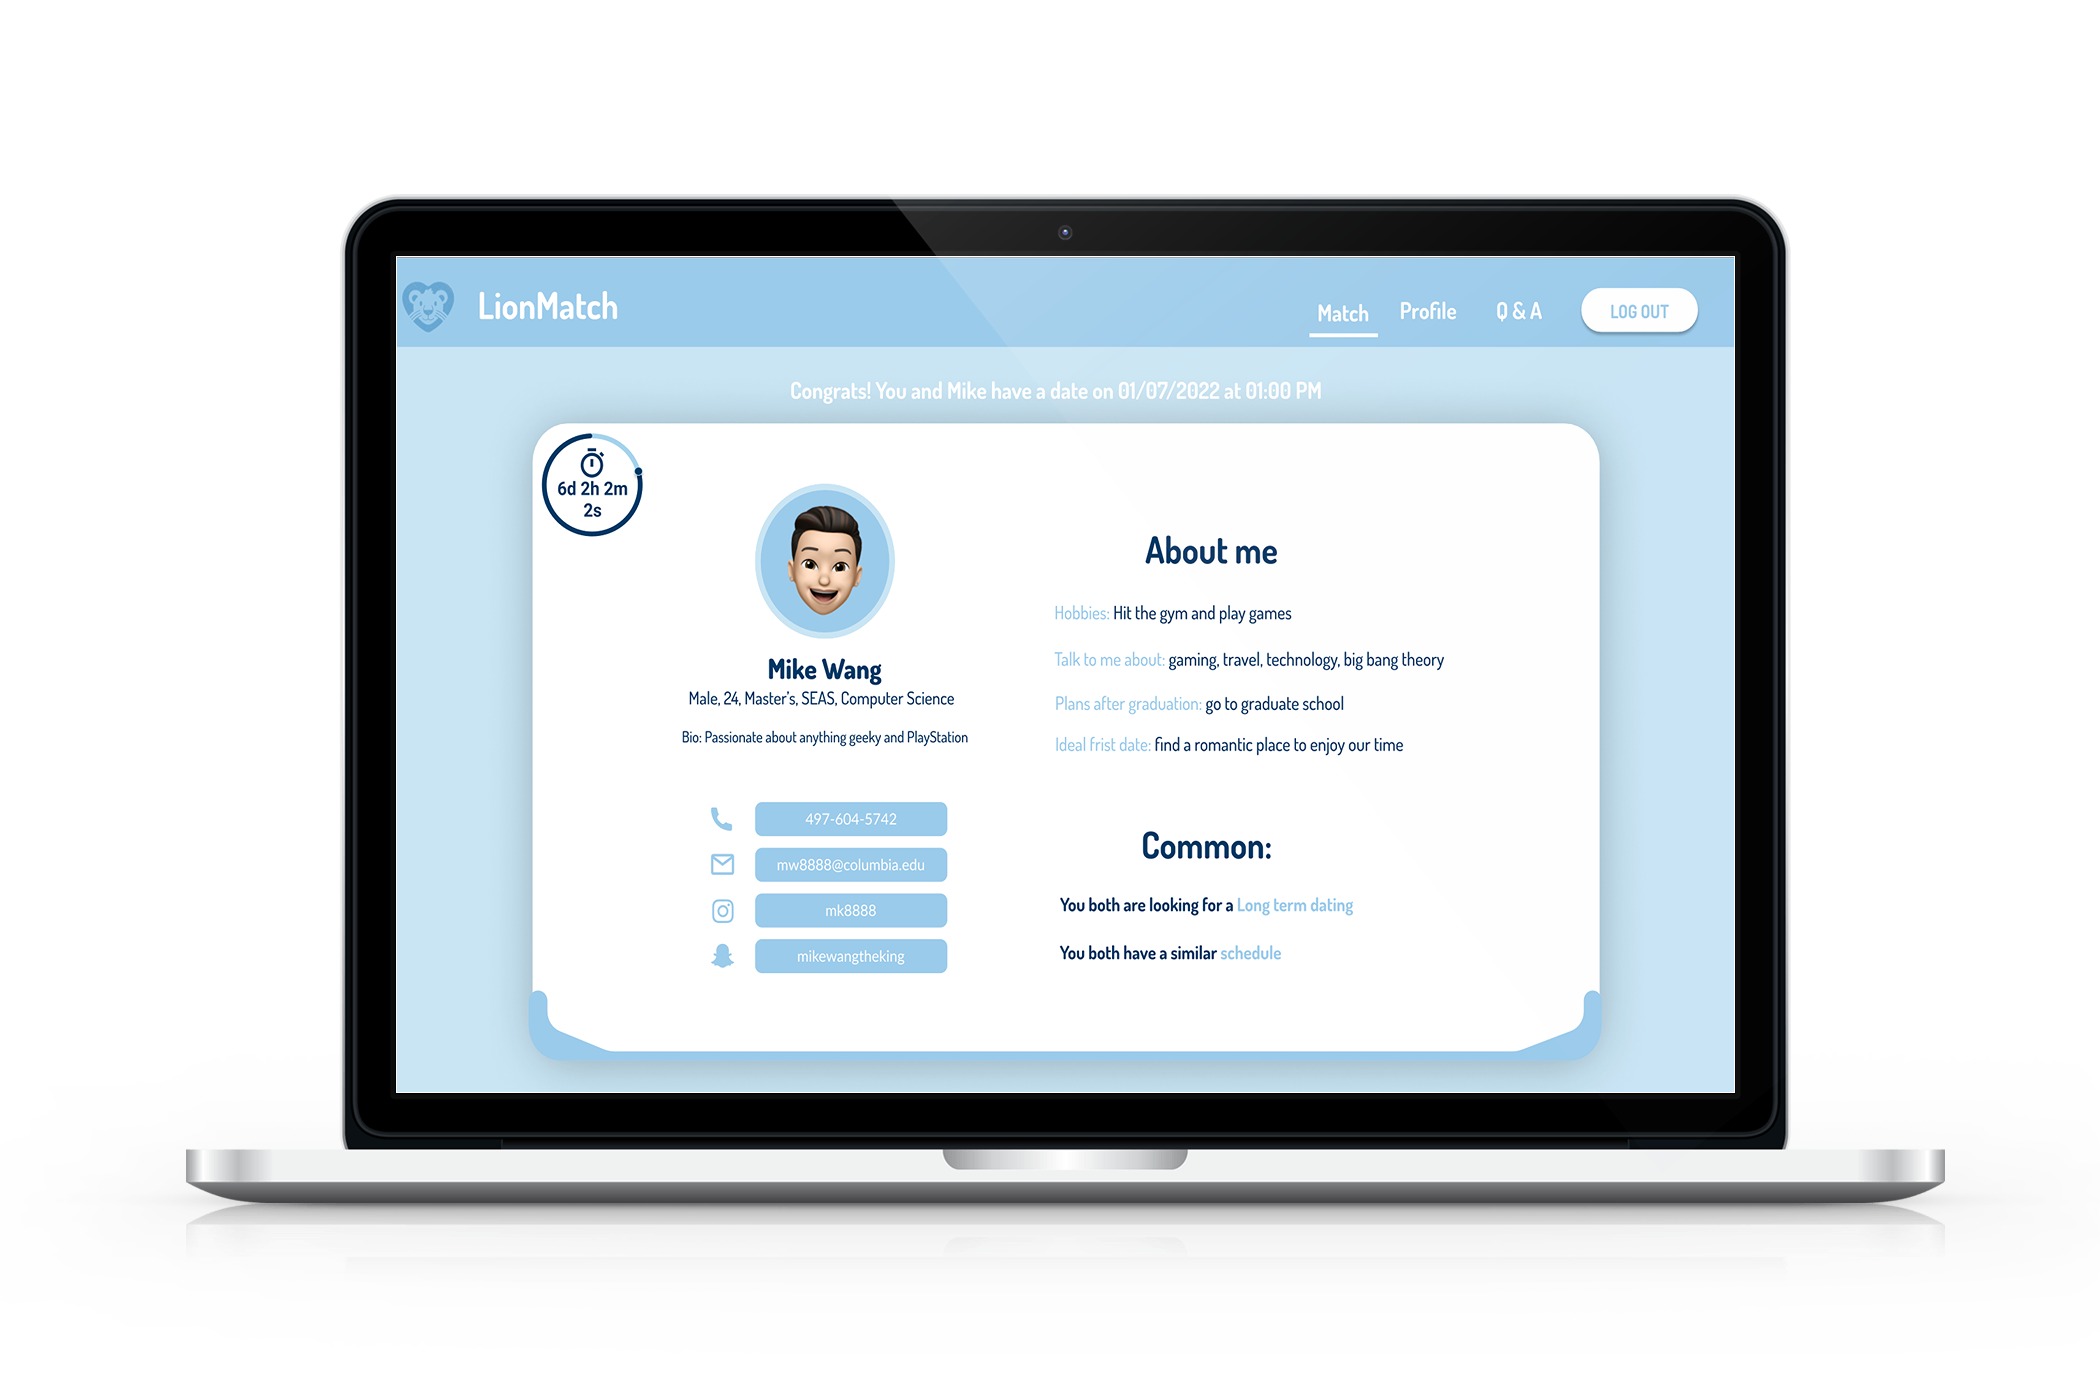 LionMatch
Match
Profile
Q & A
LOG OUT
Congrats! You and Mike have a date on 01/07/2022 at 01:00 PM
6d 2h 2m
2s
Mike Wang
Male, 24, Master's, SEAS, Computer Science
Bio: Passionate about anything geeky and PlayStation
497-604-5742
mw8888@columbia.edu
mk8888
mikewangtheking
About me
Hobbies: Hit the gym and play games
Talk to me about: gaming, travel, technology, big bang theory
Plans after graduation: go to graduate school
Ideal frist date: find a romantic place to enjoy our time
Common:
You both are looking for a Long term dating
You both have a similar schedule